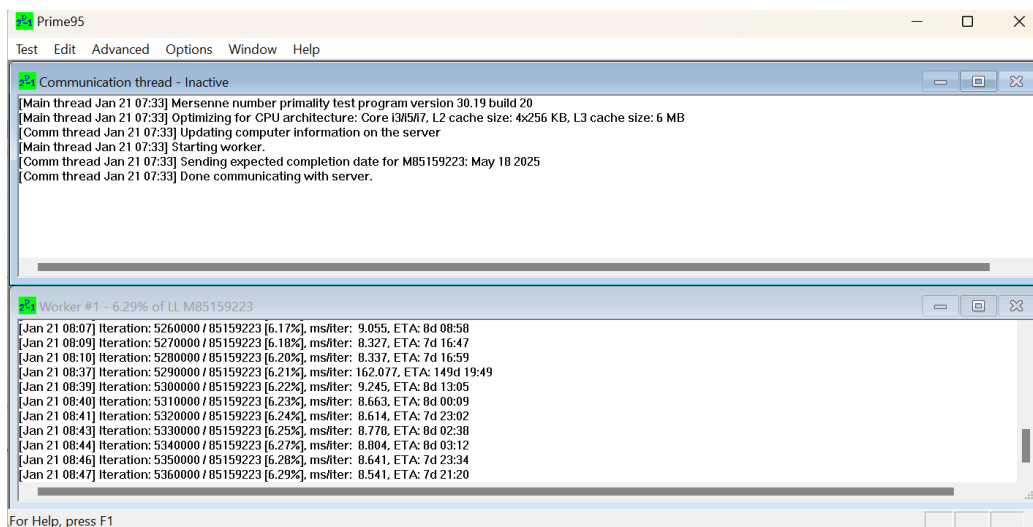 Prime95
Test Edit Advanced Options Window Help
Communication thread - Inactive
[Main thread Jan 21 07:33] Mersenne number primality test program version 30.19 build 20
[Main thread Jan 21 07:33] Optimizing for CPU architecture: Core i3/i5/i7, L2 cache size: 4x256 KB, L3 cache size: 6 MB
[Comm thread Jan 21 07:33] Updating computer information on the server
[Main thread Jan 21 07:33] Starting worker.
[Comm thread Jan 21 07:33] Sending expected completion date for M85159223: May 18 2025
[Comm thread Jan 21 07:33] Done communicating with server.
Worker #1 - 6.29% of LL M85159223
[Jan 21 08:07] Iteration: 5260000 / 85159223 [6.17%], ms/iter: 9.055, ETA: 8d 08:58
[Jan 21 08:09] Iteration: 5270000 / 85159223 [6.18%], ms/iter: 8.327, ETA: 7d 16:47
[Jan 21 08:10] Iteration: 5280000 / 85159223 [6.20%], ms/iter: 8.337, ETA: 7d 16:59
[Jan 21 08:37] Iteration: 5290000 / 85159223 [6.21%], ms/iter: 162.077, ETA: 149d 19:49
[Jan 21 08:39] Iteration: 5300000 / 85159223 [6.22%], ms/iter: 9.245, ETA: 8d 13:05
[Jan 21 08:40] Iteration: 5310000 / 85159223 [6.23%], ms/iter: 8.663, ETA: 8d 00:09
[Jan 21 08:41] Iteration: 5320000 / 85159223 [6.24%], ms/iter: 8.614, ETA: 7d 23:02
[Jan 21 08:43] Iteration: 5330000 / 85159223 [6.25%], ms/iter: 8.778, ETA: 8d 02:38
[Jan 21 08:44] Iteration: 5340000 / 85159223 [6.27%], ms/iter: 8.804, ETA: 8d 03:12
[Jan 21 08:46] Iteration: 5350000 / 85159223 [6.28%], ms/iter: 8.641, ETA: 7d 23:34
[Jan 21 08:47] Iteration: 5360000 / 85159223 [6.29%], ms/iter: 8.541, ETA: 7d 21:20
For Help, press F1